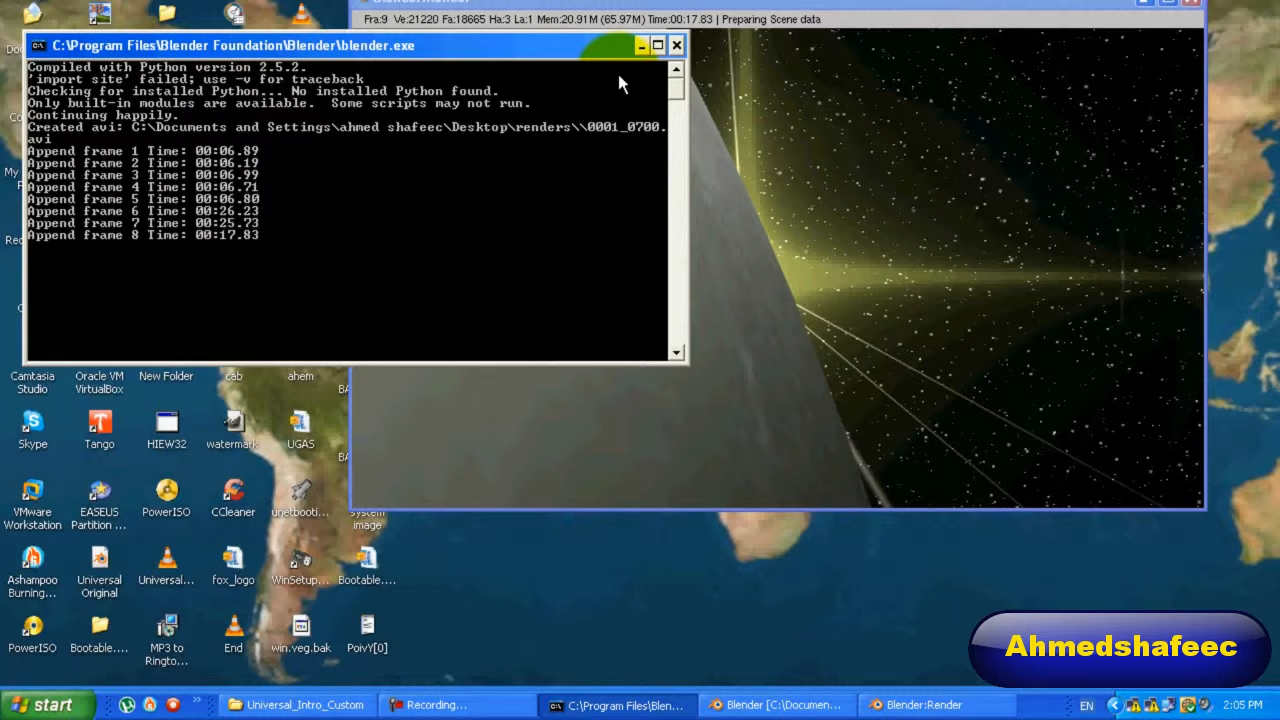 Fra:9 Ve:21220 Fa:18665 Ha:3 La:1 Mem:20.91M (65.97M) Time:00:17.83 | Preparing Scene data
C:\Program Files\Blender Foundation\Blender\blender.exe
Compiled with Python version 2.5.2.
'import site' failed; use -v for traceback
Checking for installed Python... No installed Python found.
Only built-in modules are available.  Some scripts may not run.
Continuing happily.
Created avi: C:\Documents and Settings\ahmed shafeec\Desktop\renders\\0001_0700.
avi
Append frame 1 Time: 00:06.89
Append frame 2 Time: 00:06.19
Append frame 3 Time: 00:06.99
Append frame 4 Time: 00:06.71
Append frame 5 Time: 00:06.80
Append frame 6 Time: 00:26.23
Append frame 7 Time: 00:25.73
Append frame 8 Time: 00:17.83
My
Camtasia Studio
Oracle VM VirtualBox
New Folder
cab
ahem
Skype
Tango
HIEW32
watermark
UGAS
VMware Workstation
EASEUS Partition ...
PowerISO
CCleaner
unetbooti...
system image
Ashampoo Burning...
Universal Original
Universal...
fox_logo
WinSetup...
Bootable....
PowerISO
Bootable....
MP3 to Ringto...
End
win.veg.bak
PoivY[0]
Ahmedshafeec
start
Universal_Intro_Custom
Recording...
C:\Program Files\Blen...
Blender [C:\Documen...
Blender:Render
EN
2:05 PM